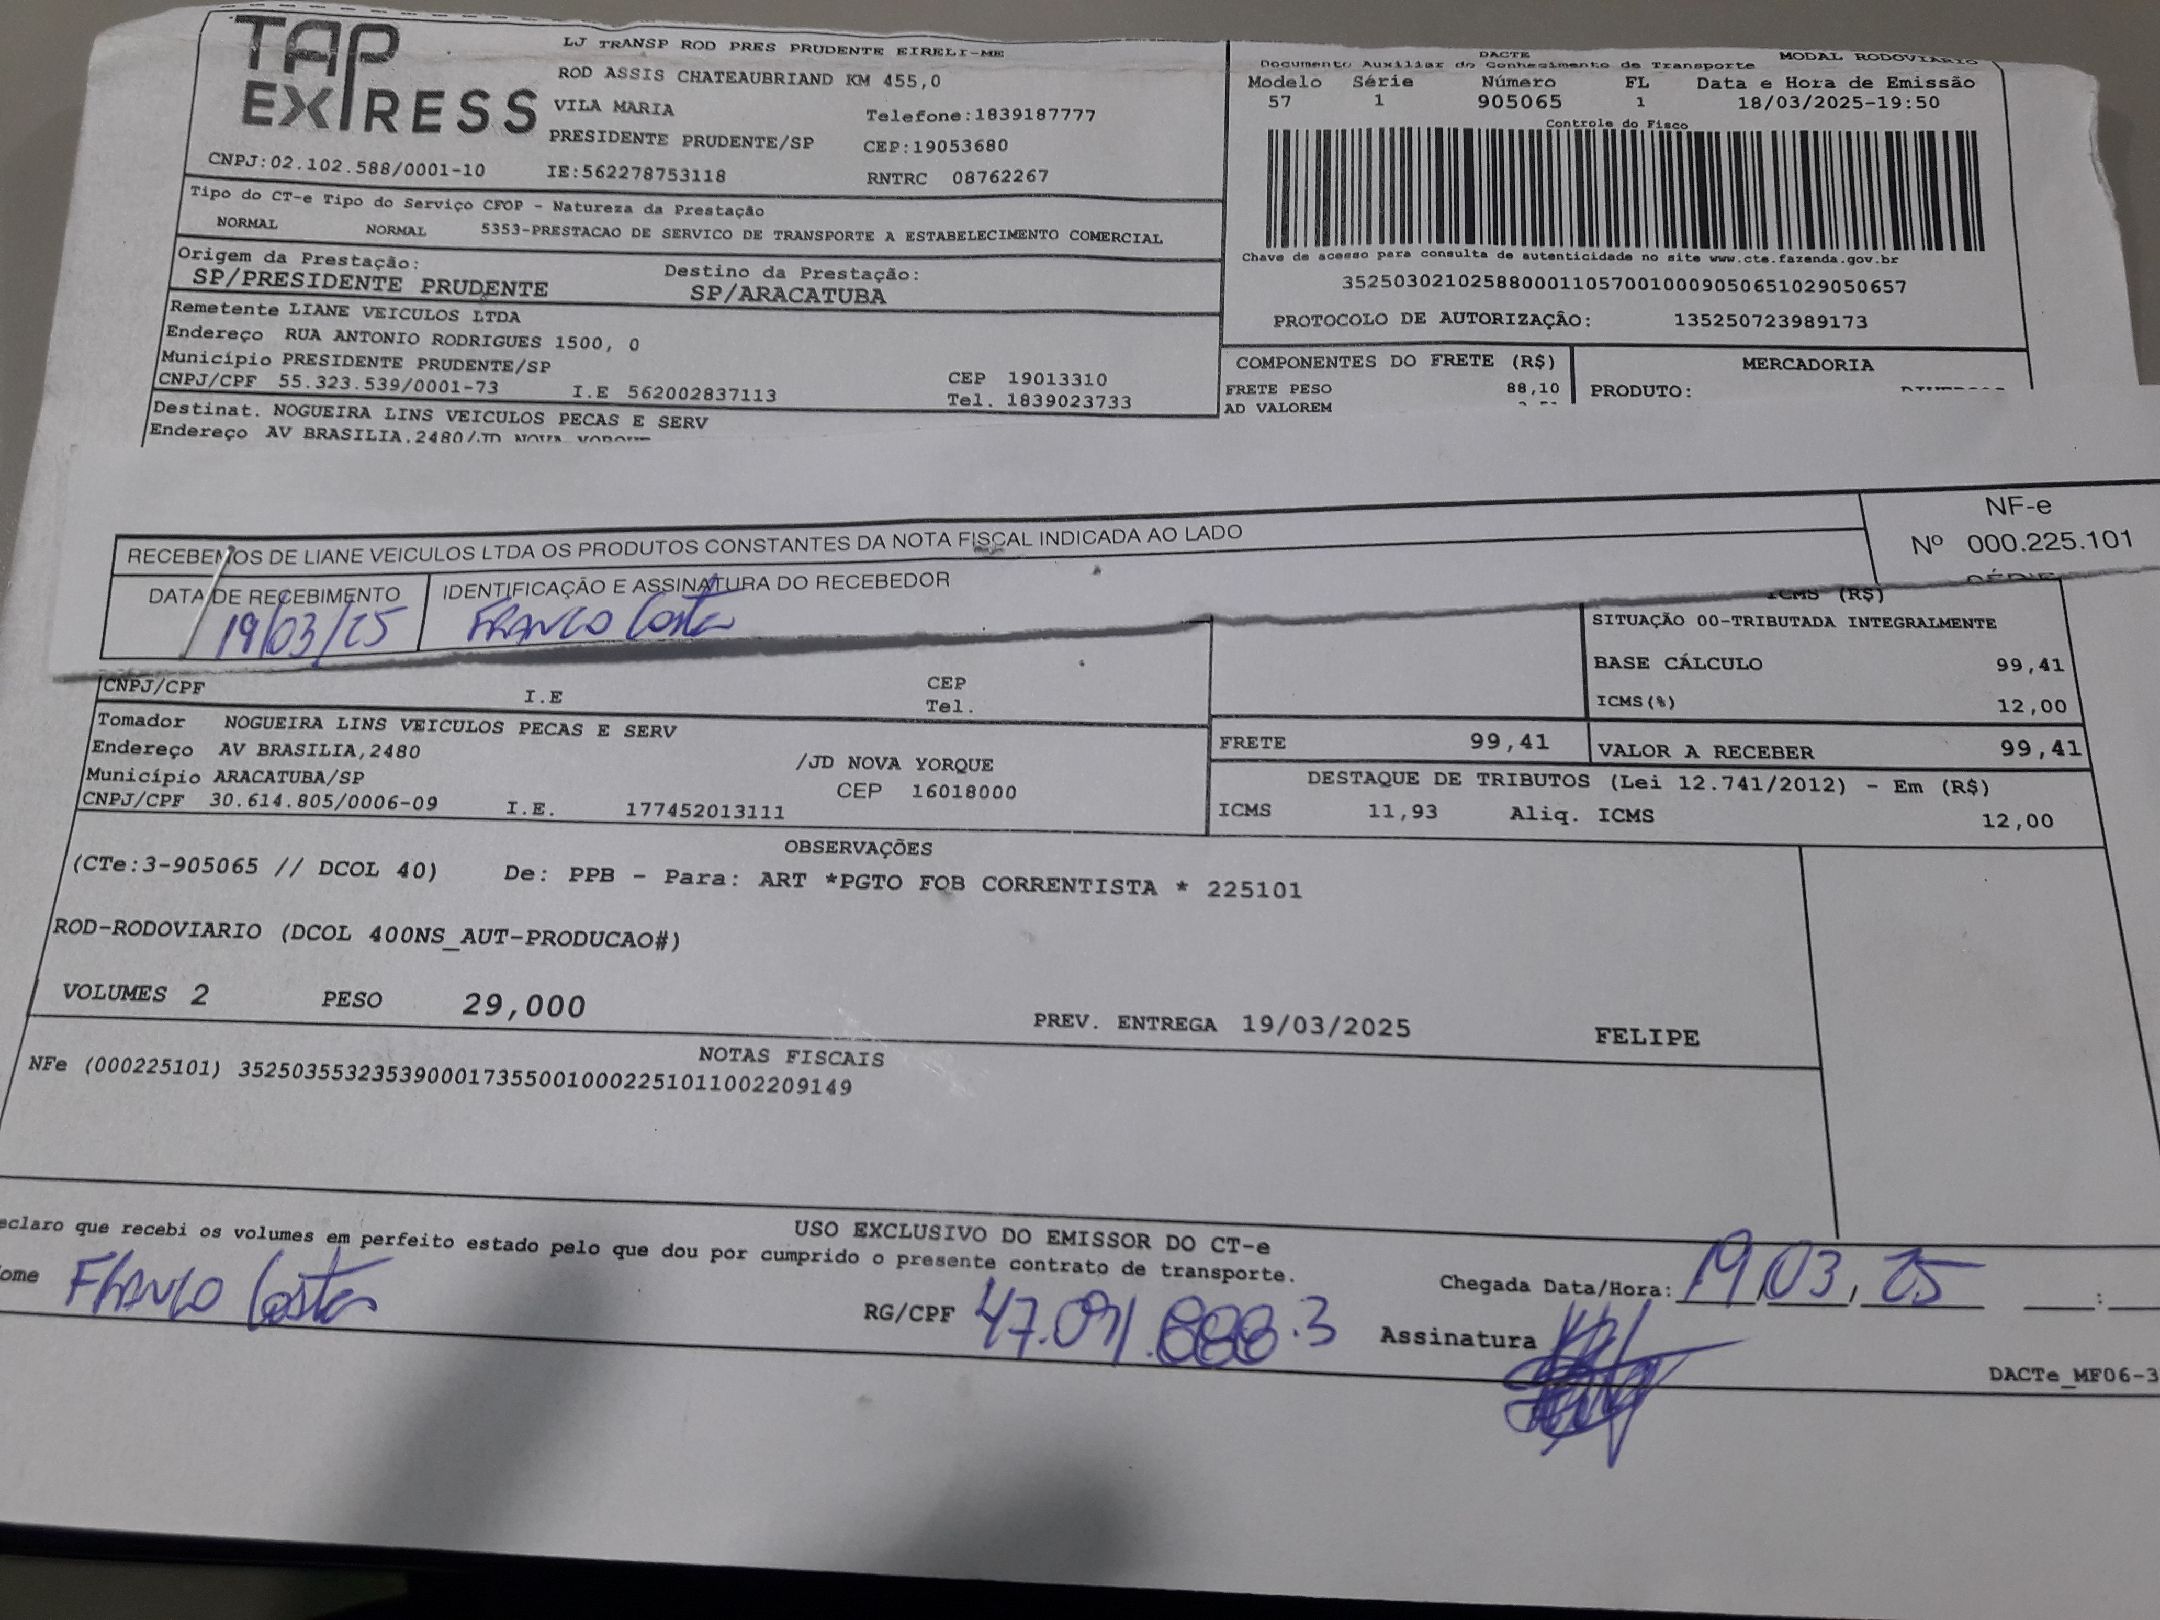 TAP EXPRESS
LJ TRANSP ROD PRES PRUDENTE EIRELI-ME
ROD ASSIS CHATEAUBRIAND KM 455,0
VILA MARIA Telefone:1839187777
PRESIDENTE PRUDENTE/SP CEP:19053680
CNPJ:02.102.588/0001-10 IE:562278753118 RNTRC 08762267
DACTE MODAL RODOVIARIO
Documento Auxiliar do Conhecimento de Transporte
Modelo Série Número FL Data e Hora de Emissão
57 1 905065 1 18/03/2025-19:50
Controle do Fisco
Chave de acesso para consulta de autenticidade no site www.cte.fazenda.gov.br
35250302102588000110570010009050651029050657
PROTOCOLO DE AUTORIZAÇÃO: 135250723989173
Tipo do CT-e Tipo do Serviço CFOP - Natureza da Prestação
NORMAL NORMAL 5353-PRESTACAO DE SERVICO DE TRANSPORTE A ESTABELECIMENTO COMERCIAL
Origem da Prestação: Destino da Prestação:
SP/PRESIDENTE PRUDENTE SP/ARACATUBA
Remetente LIANE VEICULOS LTDA
Endereço RUA ANTONIO RODRIGUES 1500, 0
Município PRESIDENTE PRUDENTE/SP CEP 19013310
CNPJ/CPF 55.323.539/0001-73 I.E 562002837113 Tel. 1839023733
Destinat. NOGUEIRA LINS VEICULOS PECAS E SERV
Endereço AV BRASILIA,2480/JD NOVA YORQUE
COMPONENTES DO FRETE (R$) MERCADORIA
FRETE PESO 88,10 PRODUTO:
AD VALOREM
RECEBEMOS DE LIANE VEICULOS LTDA OS PRODUTOS CONSTANTES DA NOTA FISCAL INDICADA AO LADO
NF-e
Nº 000.225.101
SÉRIE
DATA DE RECEBIMENTO IDENTIFICAÇÃO E ASSINATURA DO RECEBEDOR
19/03/25 FRANCO Costa
ICMS (R$)
SITUAÇÃO 00-TRIBUTADA INTEGRALMENTE
BASE CÁLCULO 99,41
ICMS(%) 12,00
CNPJ/CPF I.E CEP
Tel.
Tomador NOGUEIRA LINS VEICULOS PECAS E SERV
Endereço AV BRASILIA,2480 /JD NOVA YORQUE
Município ARACATUBA/SP CEP 16018000
CNPJ/CPF 30.614.805/0006-09 I.E. 177452013111
FRETE 99,41 VALOR A RECEBER 99,41
DESTAQUE DE TRIBUTOS (Lei 12.741/2012) - Em (R$)
ICMS 11,93 Aliq. ICMS 12,00
OBSERVAÇÕES
(CTe:3-905065 // DCOL 40) De: PPB - Para: ART *PGTO FOB CORRENTISTA * 225101
ROD-RODOVIARIO (DCOL 400NS_AUT-PRODUCAO#)
VOLUMES 2 PESO 29,000 PREV. ENTREGA 19/03/2025 FELIPE
NOTAS FISCAIS
NFe (000225101) 35250355323539000173550010002251011002209149
USO EXCLUSIVO DO EMISSOR DO CT-e
eclaro que recebi os volumes em perfeito estado pelo que dou por cumprido o presente contrato de transporte.
ome FRANCO Costa RG/CPF 47.091.888.3 Chegada Data/Hora: 19/03/25 :
Assinatura
DACTe_MF06-3